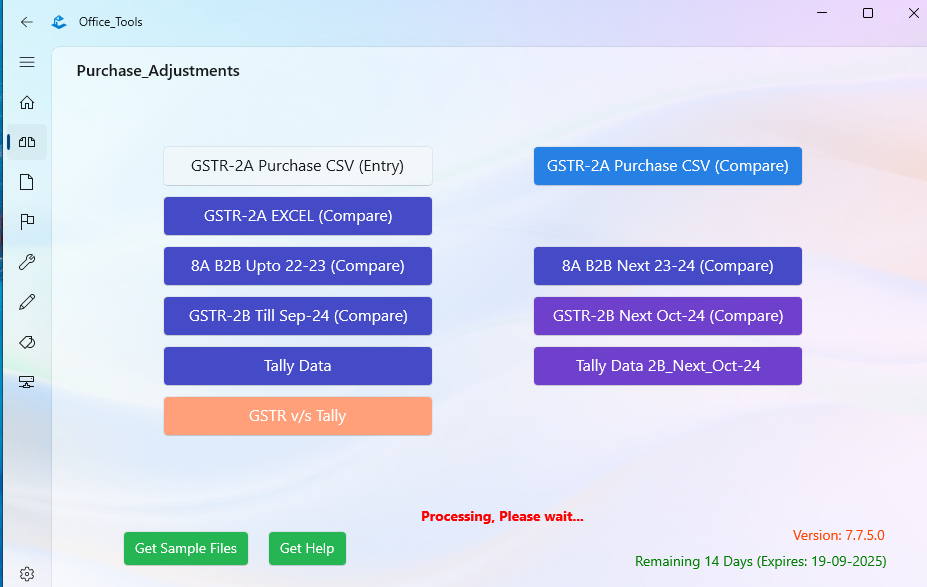 Office_Tools
Purchase_Adjustments
GSTR-2A Purchase CSV (Entry)
GSTR-2A Purchase CSV (Compare)
GSTR-2A EXCEL (Compare)
8A B2B Upto 22-23 (Compare)
8A B2B Next 23-24 (Compare)
GSTR-2B Till Sep-24 (Compare)
GSTR-2B Next Oct-24 (Compare)
Tally Data
Tally Data 2B_Next_Oct-24
GSTR v/s Tally
Processing, Please wait...
Get Sample Files
Get Help
Version: 7.7.5.0
Remaining 14 Days (Expires: 19-09-2025)